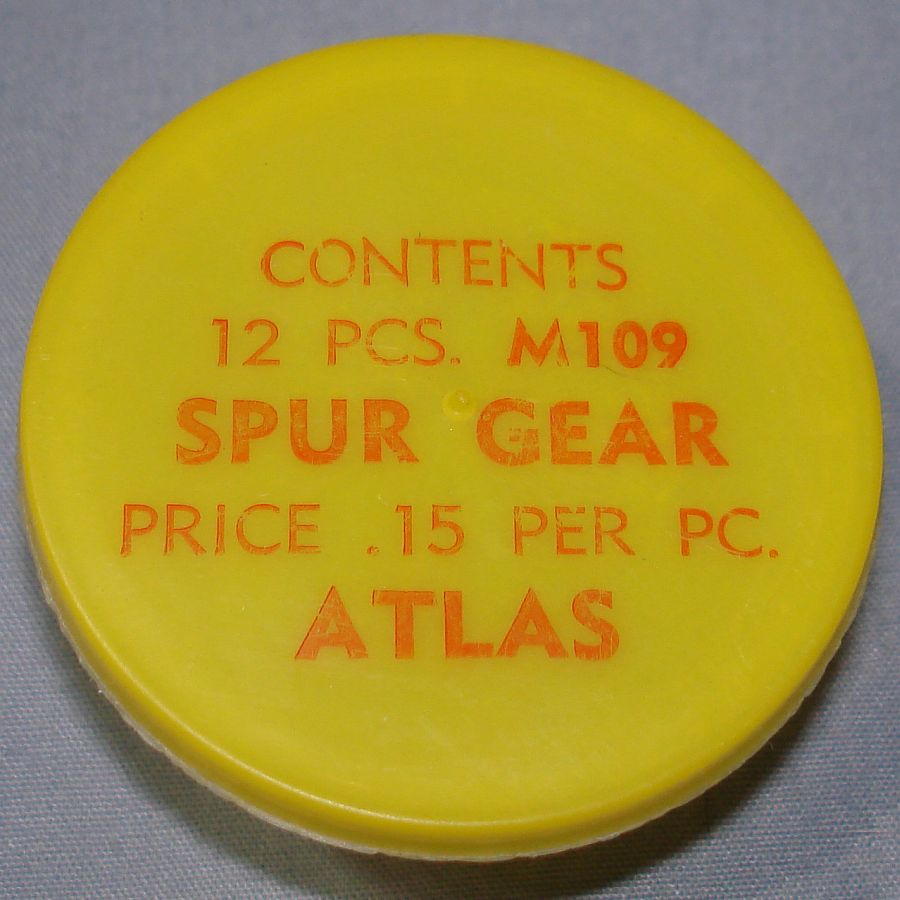 CONTENTS
12 PCS. M109
SPUR GEAR
PRICE .15 PER PC.
ATLAS